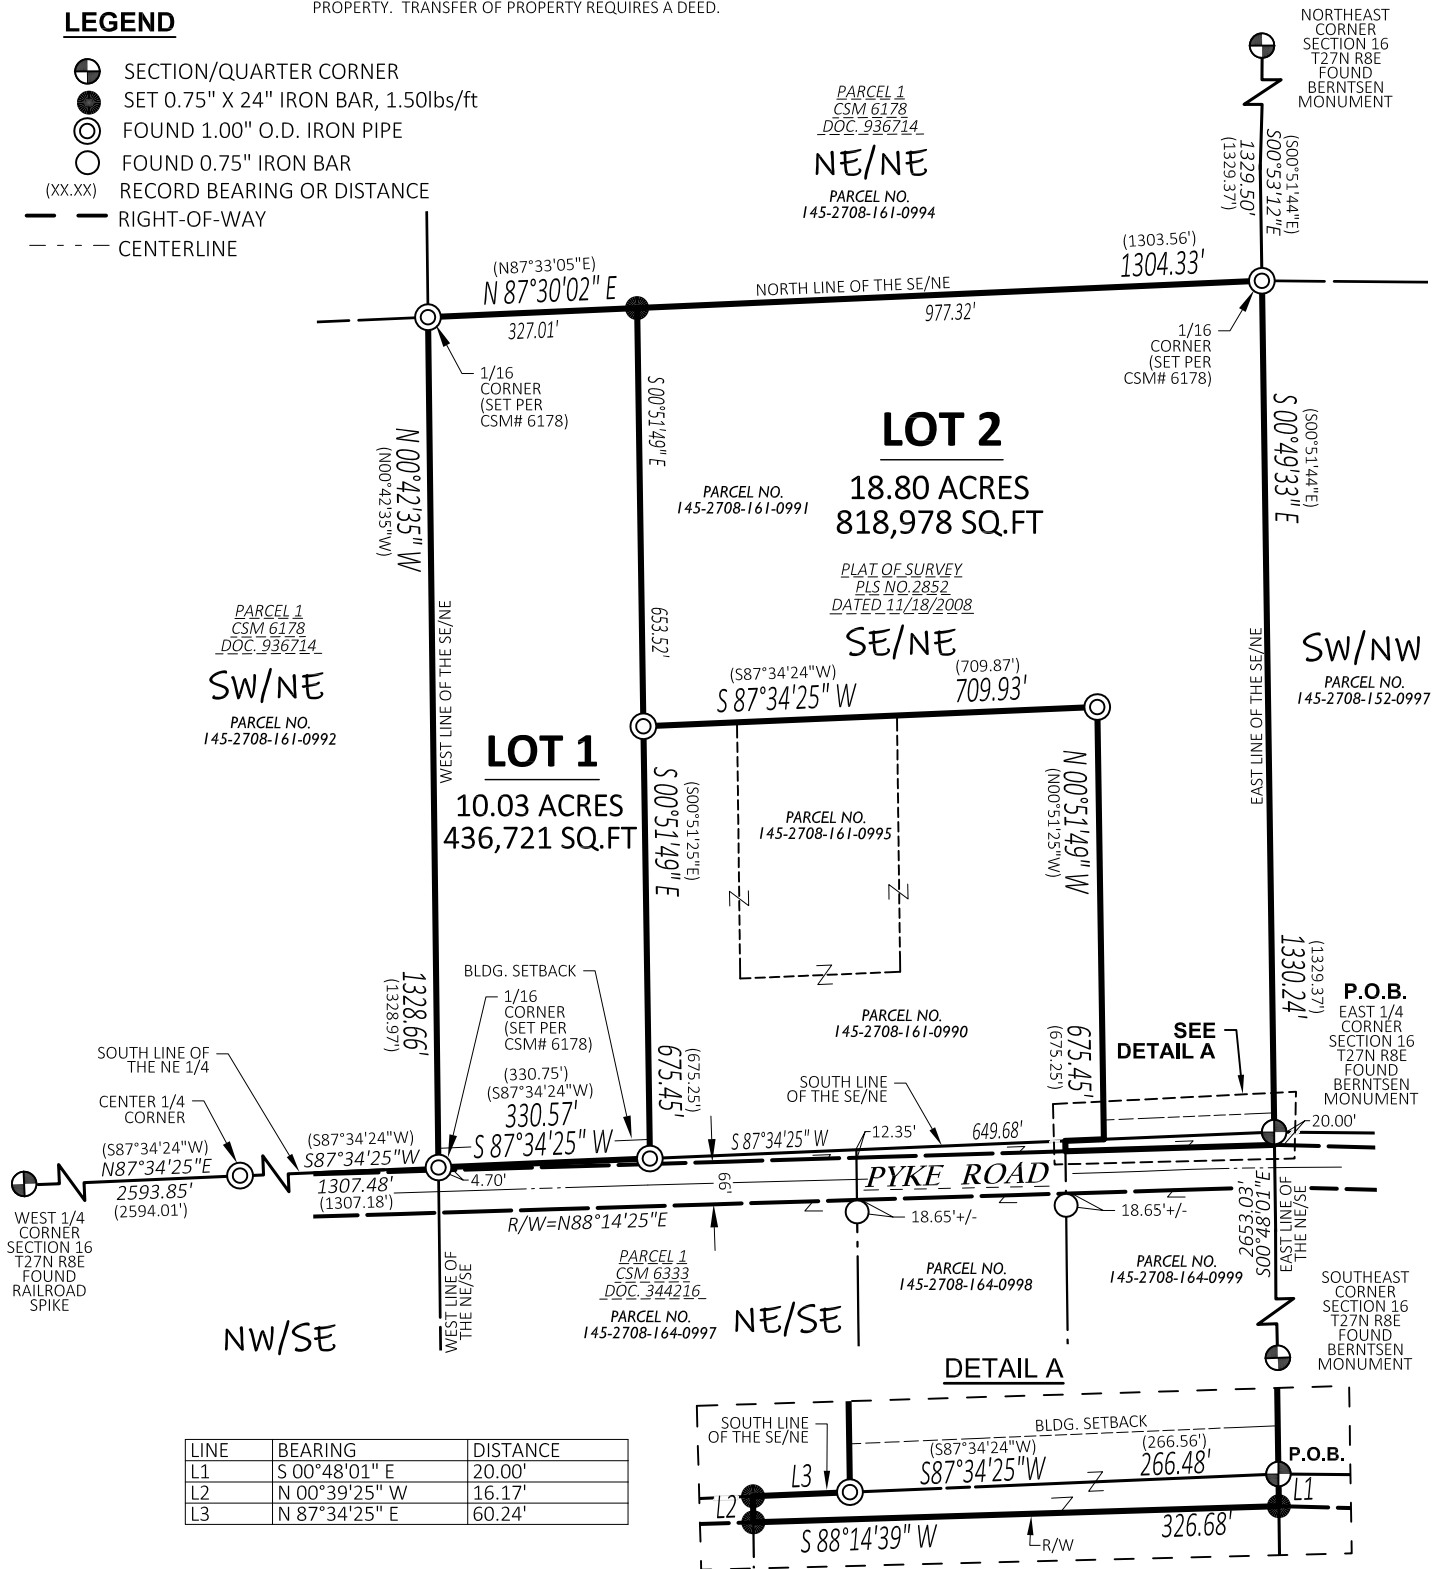 PROPERTY. TRANSFER OF PROPERTY REQUIRES A DEED.
LEGEND
SECTION/QUARTER CORNER
SET 0.75" X 24" IRON BAR, 1.50lbs/ft
FOUND 1.00" O.D. IRON PIPE
FOUND 0.75" IRON BAR
(XX.XX) RECORD BEARING OR DISTANCE
RIGHT-OF-WAY
CENTERLINE
NORTHEAST
CORNER
SECTION 16
T27N R8E
FOUND
BERNTSEN
MONUMENT
PARCEL 1
CSM 6178
DOC. 936714
NE/NE
PARCEL NO.
145-2708-161-0994
(S00°51'44"E)
S00°53'12"E
1329.50'
(1329.37')
(N87°33'05"E)
N 87°30'02" E
327.01'
NORTH LINE OF THE SE/NE
977.32'
(1303.56')
1304.33'
1/16
CORNER
(SET PER
CSM# 6178)
1/16
CORNER
(SET PER
CSM# 6178)
N 00°42'35" W
(N00°42'35"W)
S 00°51'49" E
653.52'
LOT 2
18.80 ACRES
818,978 SQ.FT
PARCEL NO.
145-2708-161-0991
PLAT OF SURVEY
PLS NO.2852
DATED 11/18/2008
SE/NE
(S00°51'44"E)
S 00°49'33" E
PARCEL 1
CSM 6178
DOC. 936714
SW/NE
PARCEL NO.
145-2708-161-0992
WEST LINE OF THE SE/NE
EAST LINE OF THE SE/NE
SW/NW
PARCEL NO.
145-2708-152-0997
(S87°34'24"W)
S 87°34'25" W
(709.87')
709.93'
LOT 1
10.03 ACRES
436,721 SQ.FT
(S00°51'25"E)
S 00°51'49" E
PARCEL NO.
145-2708-161-0995
N 00°51'49" W
(N00°51'25"W)
1328.66'
(1328.97')
BLDG. SETBACK
1/16
CORNER
(SET PER
CSM# 6178)
(675.25')
675.45'
PARCEL NO.
145-2708-161-0990
675.45'
(675.25')
SEE
DETAIL A
(1329.37')
1330.24'
P.O.B.
EAST 1/4
CORNER
SECTION 16
T27N R8E
FOUND
BERNTSEN
MONUMENT
20.00'
SOUTH LINE OF
THE NE 1/4
CENTER 1/4
CORNER
(330.75')
(S87°34'24"W)
330.57'
S 87°34'25" W
SOUTH LINE
OF THE SE/NE
(S87°34'24"W)
N87°34'25"E
2593.85'
(2594.01')
(S87°34'24"W)
S87°34'25"W
1307.48'
(1307.18')
4.70'
S 87°34'25" W
12.35'
649.68'
66'
PYKE ROAD
R/W=N88°14'25"E
18.65'+/-
18.65'+/-
WEST 1/4
CORNER
SECTION 16
T27N R8E
FOUND
RAILROAD
SPIKE
NW/SE
WEST LINE OF
THE NE/SE
PARCEL 1
CSM 6333
DOC. 344216
PARCEL NO.
145-2708-164-0997
NE/SE
PARCEL NO.
145-2708-164-0998
PARCEL NO.
145-2708-164-0999
2653.03'
S00°48'01"E
EAST LINE OF
THE NE/SE
SOUTHEAST
CORNER
SECTION 16
T27N R8E
FOUND
BERNTSEN
MONUMENT
DETAIL A
SOUTH LINE
OF THE SE/NE
BLDG. SETBACK
(S87°34'24"W)
S87°34'25"W
(266.56')
266.48'
P.O.B.
L3
L2
L1
S 88°14'39" W
R/W
326.68'
LINE BEARING DISTANCE
L1 S 00°48'01" E 20.00'
L2 N 00°39'25" W 16.17'
L3 N 87°34'25" E 60.24'